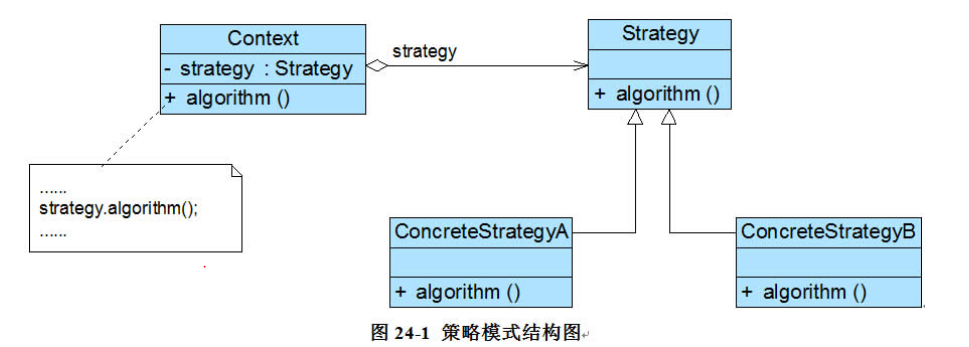 Context
- strategy : Strategy
+ algorithm ()
strategy
Strategy
+ algorithm ()
......
strategy.algorithm();
......
ConcreteStrategyA
+ algorithm ()
ConcreteStrategyB
+ algorithm ()
图 24-1 策略模式结构图